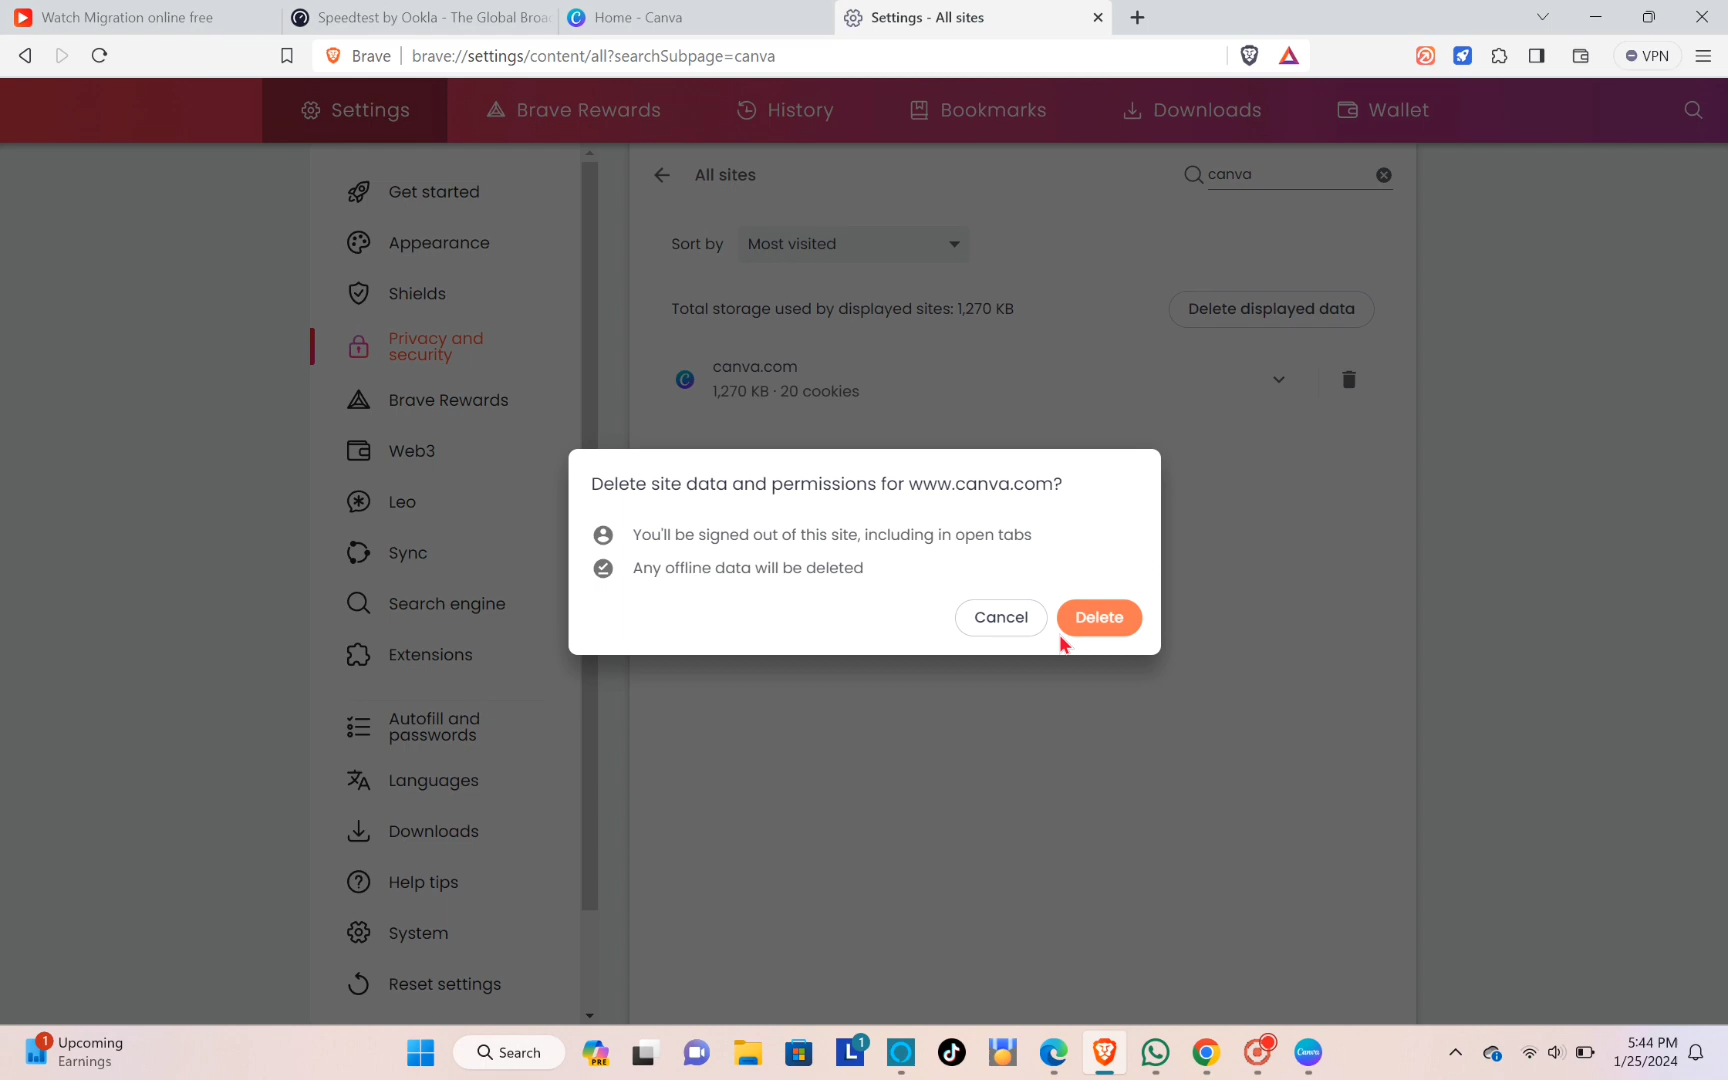 Watch Migration online free
Speedtest by Ookla - The Global Broa
Home - Canva
Settings - All sites
Brave
brave://settings/content/all?searchSubpage=canva
VPN
Settings
Brave Rewards
History
Bookmarks
Downloads
Wallet
Get started
Appearance
Shields
Privacy and
security
Brave Rewards
Web3
Leo
Sync
Search engine
Extensions
Autofill and
passwords
Languages
Downloads
Help tips
System
Reset settings
All sites
canva
Sort by
Most visited
Total storage used by displayed sites: 1,270 KB
Delete displayed data
canva.com
1,270 KB · 20 cookies
Delete site data and permissions for www.canva.com?
You'll be signed out of this site, including in open tabs
Any offline data will be deleted
Cancel
Delete
1
Upcoming
Earnings
Search
PRE
L
1
Canva
5:44 PM
1/25/2024